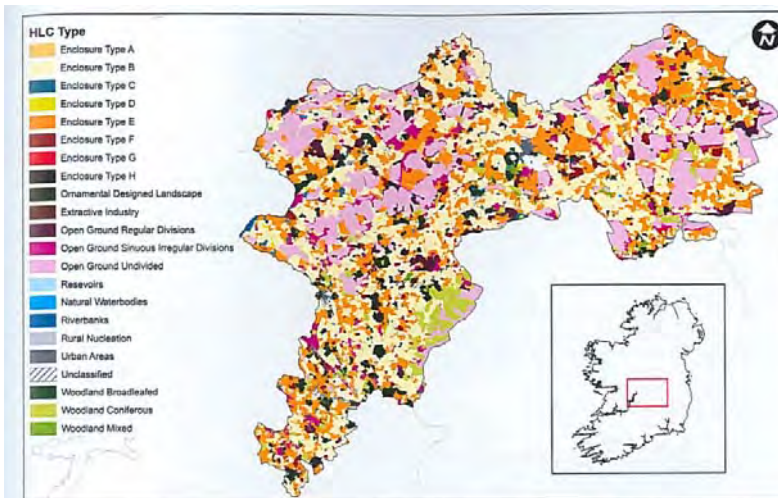 HLC Type
Enclosure Type A
Enclosure Type B
Enclosure Type C
Enclosure Type D
Enclosure Type E
Enclosure Type F
Enclosure Type G
Enclosure Type H
Ornamental Designed Landscape
Extractive Industry
Open Ground Regular Divisions
Open Ground Sinuous Irregular Divisions
Open Ground Undivided
Resevoirs
Natural Waterbodies
Riverbanks
Rural Nucleation
Urban Areas
Unclassified
Woodland Broadleafed
Woodland Coniferous
Woodland Mixed
N